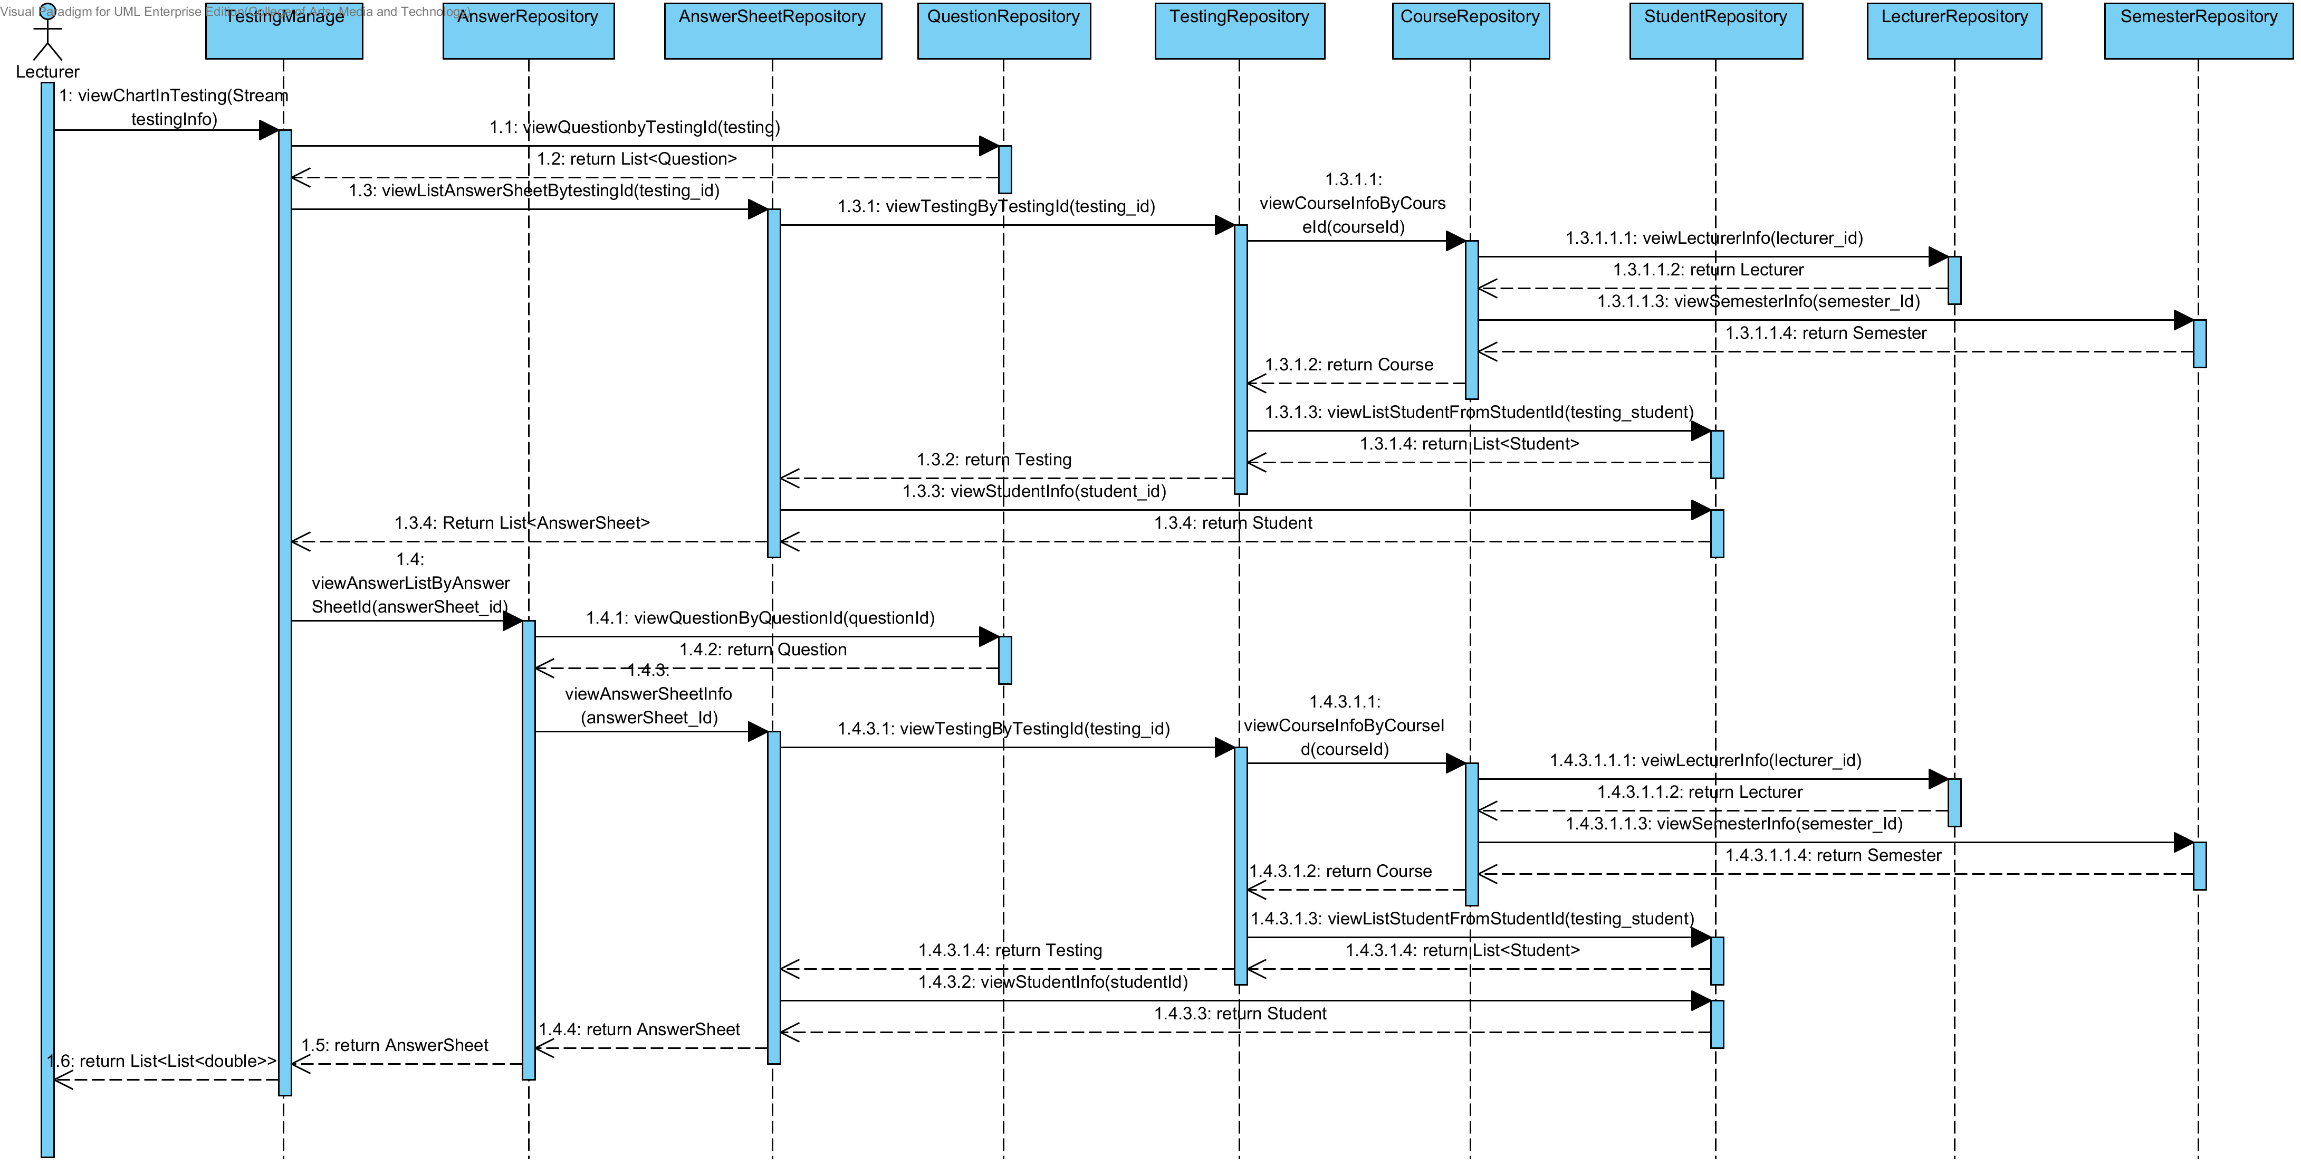 Visual Paradigm for UML Enterprise Edition(College of Arts, Media and Technology)
Lecturer
TestingManage
AnswerRepository
AnswerSheetRepository
QuestionRepository
TestingRepository
CourseRepository
StudentRepository
LecturerRepository
SemesterRepository
1: viewChartInTesting(Stream
testingInfo)
1.1: viewQuestionbyTestingId(testing)
1.2: return List<Question>
1.3: viewListAnswerSheetBytestingId(testing_id)
1.3.1: viewTestingByTestingId(testing_id)
1.3.1.1:
viewCourseInfoByCours
eId(courseId)
1.3.1.1.1: veiwLecturerInfo(lecturer_id)
1.3.1.1.2: return Lecturer
1.3.1.1.3: viewSemesterInfo(semester_Id)
1.3.1.1.4: return Semester
1.3.1.2: return Course
1.3.1.3: viewListStudentFromStudentId(testing_student)
1.3.1.4: return List<Student>
1.3.2: return Testing
1.3.3: viewStudentInfo(student_id)
1.3.4: Return List<AnswerSheet>
1.3.4: return Student
1.4:
viewAnswerListByAnswer
SheetId(answerSheet_id)
1.4.1: viewQuestionByQuestionId(questionId)
1.4.2: return Question
1.4.3:
viewAnswerSheetInfo
(answerSheet_Id)
1.4.3.1: viewTestingByTestingId(testing_id)
1.4.3.1.1:
viewCourseInfoByCourseI
d(courseId)
1.4.3.1.1.1: veiwLecturerInfo(lecturer_id)
1.4.3.1.1.2: return Lecturer
1.4.3.1.1.3: viewSemesterInfo(semester_Id)
1.4.3.1.1.4: return Semester
1.4.3.1.2: return Course
1.4.3.1.3: viewListStudentFromStudentId(testing_student)
1.4.3.1.4: return Testing
1.4.3.1.4: return List<Student>
1.4.3.2: viewStudentInfo(studentId)
1.4.3.3: return Student
1.4.4: return AnswerSheet
1.5: return AnswerSheet
1.6: return List<List<double>>